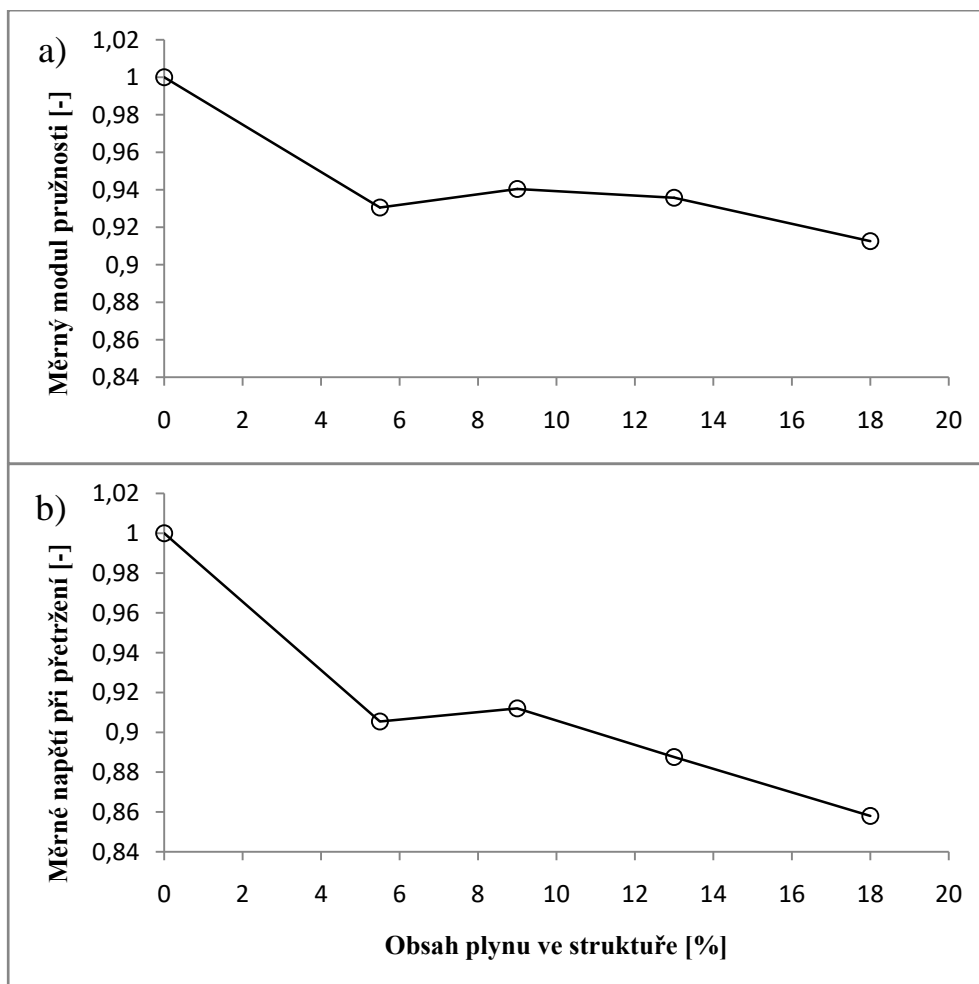 a)
Měrný modul pružnosti [-]
1,02
1
0,98
0,96
0,94
0,92
0,9
0,88
0,86
0,84
0 2 4 6 8 10 12 14 16 18 20
b)
Měrné napětí při přetržení [-]
1,02
1
0,98
0,96
0,94
0,92
0,9
0,88
0,86
0,84
0 2 4 6 8 10 12 14 16 18 20
Obsah plynu ve struktuře [%]